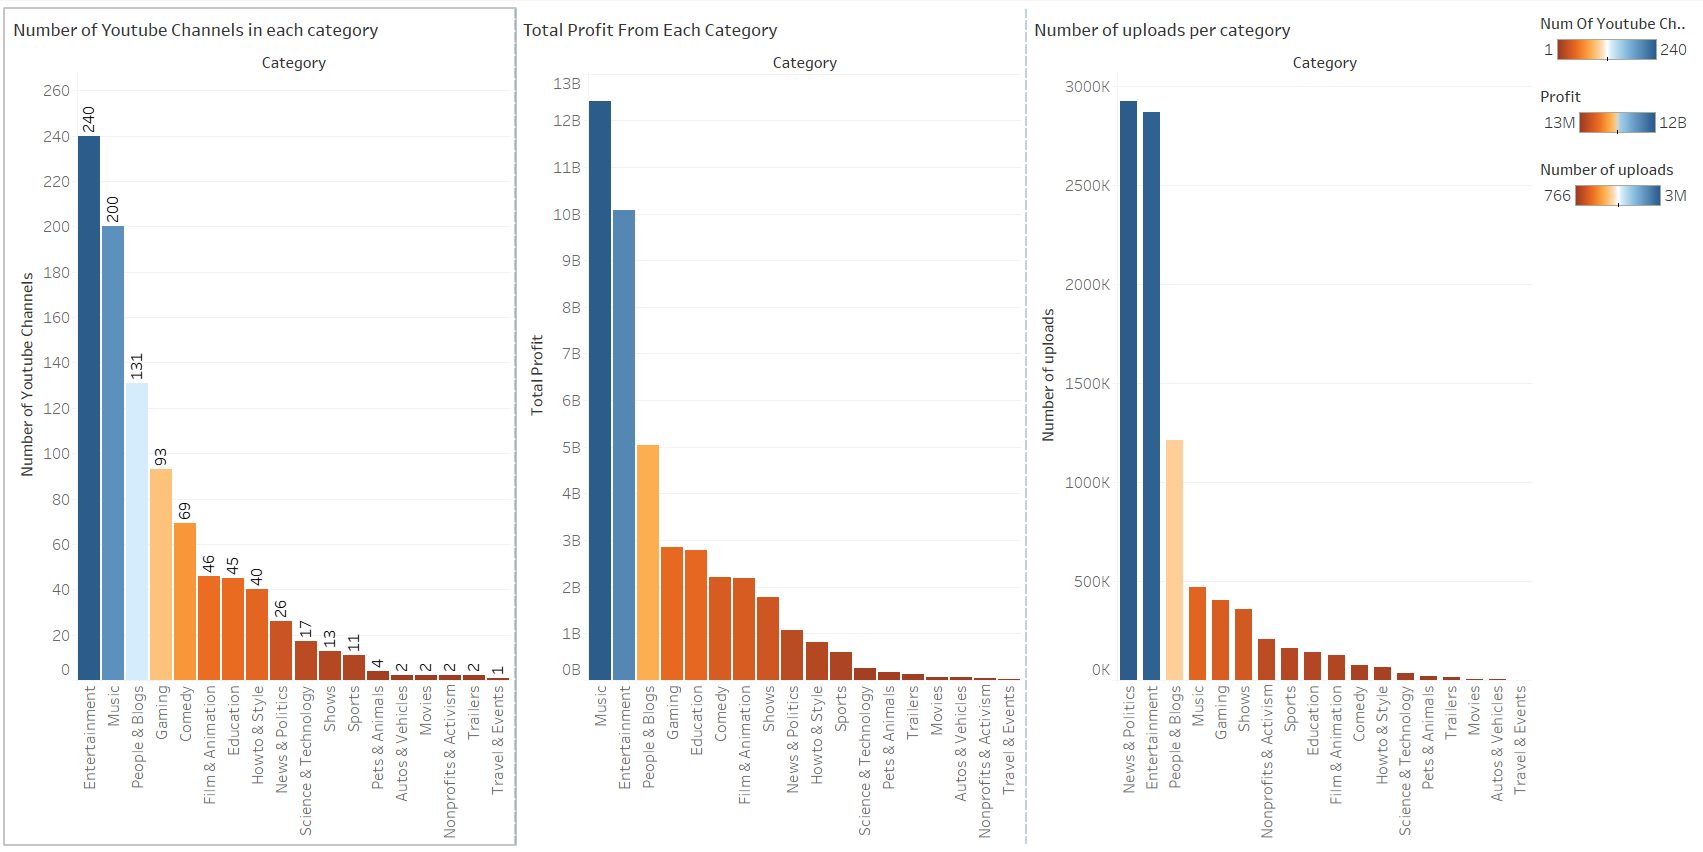 Number of Youtube Channels in each category
Category
Number of Youtube Channels
260
240
220
200
180
160
140
120
100
80
60
40
20
0
240
200
131
93
69
46
45
40
26
17
13
11
4
2
2
2
2
1
Entertainment
Music
People & Blogs
Gaming
Comedy
Film & Animation
Education
Howto & Style
News & Politics
Science & Technology
Shows
Sports
Pets & Animals
Autos & Vehicles
Movies
Nonprofits & Activism
Trailers
Travel & Events
Total Profit From Each Category
Category
Total Profit
13B
12B
11B
10B
9B
8B
7B
6B
5B
4B
3B
2B
1B
0B
Music
Entertainment
People & Blogs
Gaming
Education
Comedy
Film & Animation
Shows
News & Politics
Howto & Style
Sports
Science & Technology
Pets & Animals
Trailers
Movies
Autos & Vehicles
Nonprofits & Activism
Travel & Events
Number of uploads per category
Category
Number of uploads
3000K
2500K
2000K
1500K
1000K
500K
0K
News & Politics
Entertainment
People & Blogs
Music
Gaming
Shows
Nonprofits & Activism
Sports
Education
Film & Animation
Comedy
Howto & Style
Science & Technology
Pets & Animals
Trailers
Movies
Autos & Vehicles
Travel & Events
Num Of Youtube Ch..
1 240
Profit
13M 12B
Number of uploads
766 3M